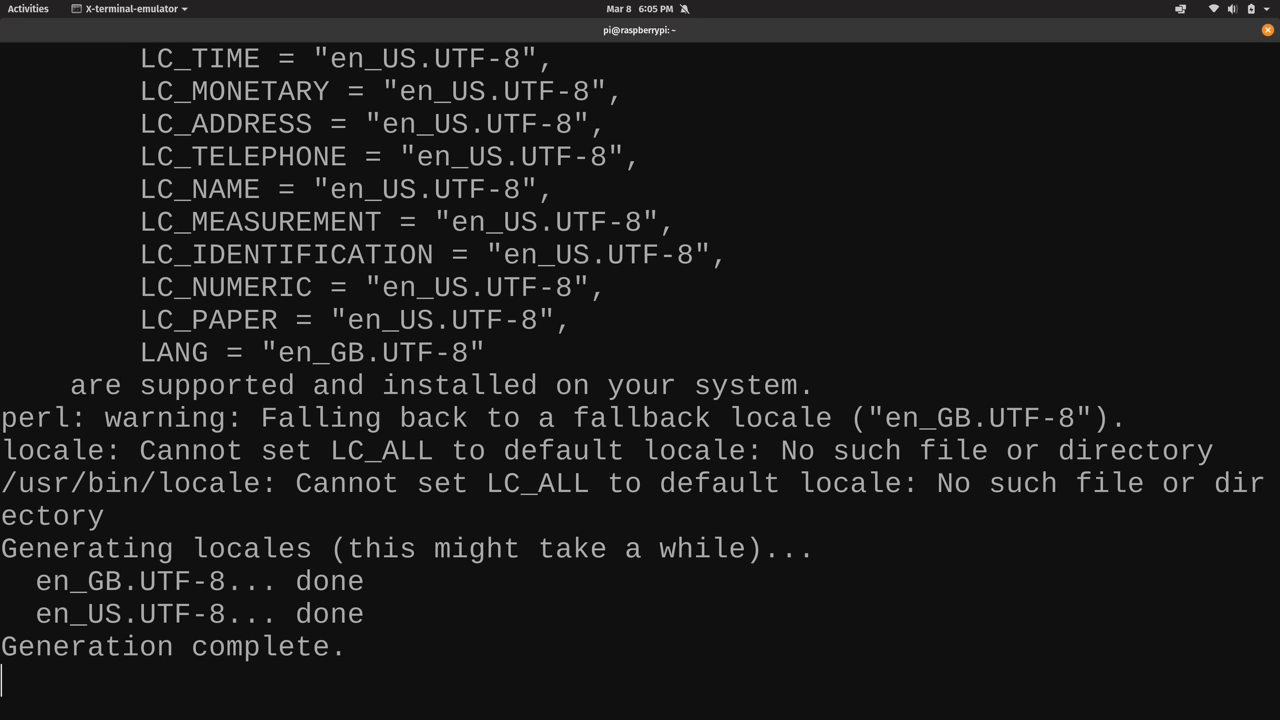 Activities X-terminal-emulator Mar 8 6:05 PM
pi@raspberrypi: ~
LC_TIME = "en_US.UTF-8",
LC_MONETARY = "en_US.UTF-8",
LC_ADDRESS = "en_US.UTF-8",
LC_TELEPHONE = "en_US.UTF-8",
LC_NAME = "en_US.UTF-8",
LC_MEASUREMENT = "en_US.UTF-8",
LC_IDENTIFICATION = "en_US.UTF-8",
LC_NUMERIC = "en_US.UTF-8",
LC_PAPER = "en_US.UTF-8",
LANG = "en_GB.UTF-8"
are supported and installed on your system.
perl: warning: Falling back to a fallback locale ("en_GB.UTF-8").
locale: Cannot set LC_ALL to default locale: No such file or directory
/usr/bin/locale: Cannot set LC_ALL to default locale: No such file or dir
ectory
Generating locales (this might take a while)...
en_GB.UTF-8... done
en_US.UTF-8... done
Generation complete.